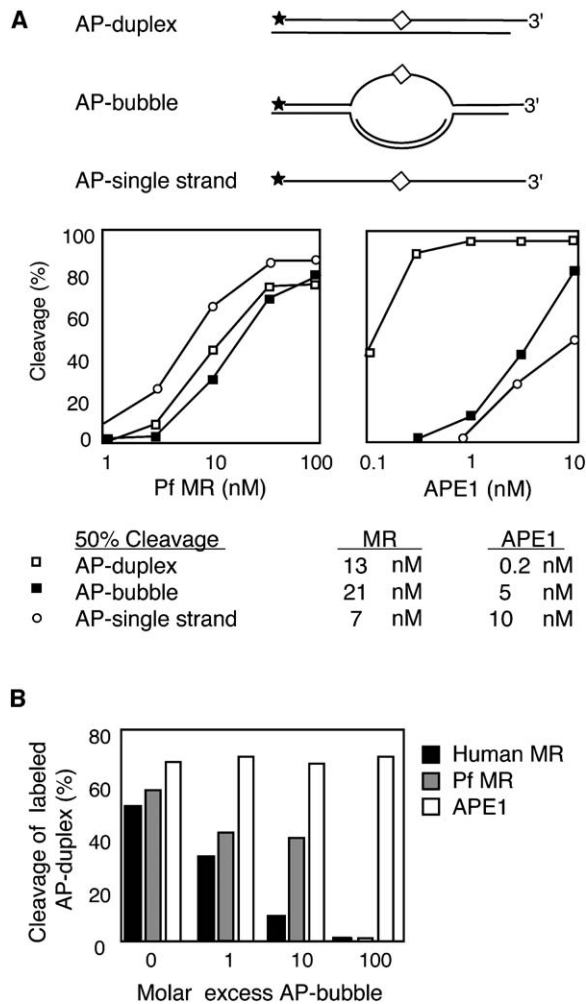 A
AP-duplex 3'
AP-bubble 3'
AP-single strand 3'
Cleavage (%)
100
80
60
40
20
0
1 10 100
Pf MR (nM)
0.1 1 10
APE1 (nM)
50% Cleavage MR APE1
AP-duplex 13 nM 0.2 nM
AP-bubble 21 nM 5 nM
AP-single strand 7 nM 10 nM
B
Cleavage of labeled
AP-duplex (%)
80
60
40
20
0
0 1 10 100
Molar excess AP-bubble
Human MR
Pf MR
APE1